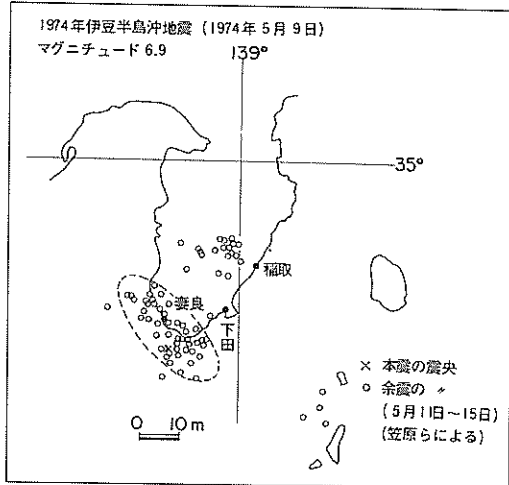 1974年伊豆半島沖地震 (1974年5月9日)
マグニチュード 6.9
139°
35°
稲取
妻良
下田
× 本震の震央
○ 余震の 〃
(5月11日〜15日)
(笠原らによる)
0 10m